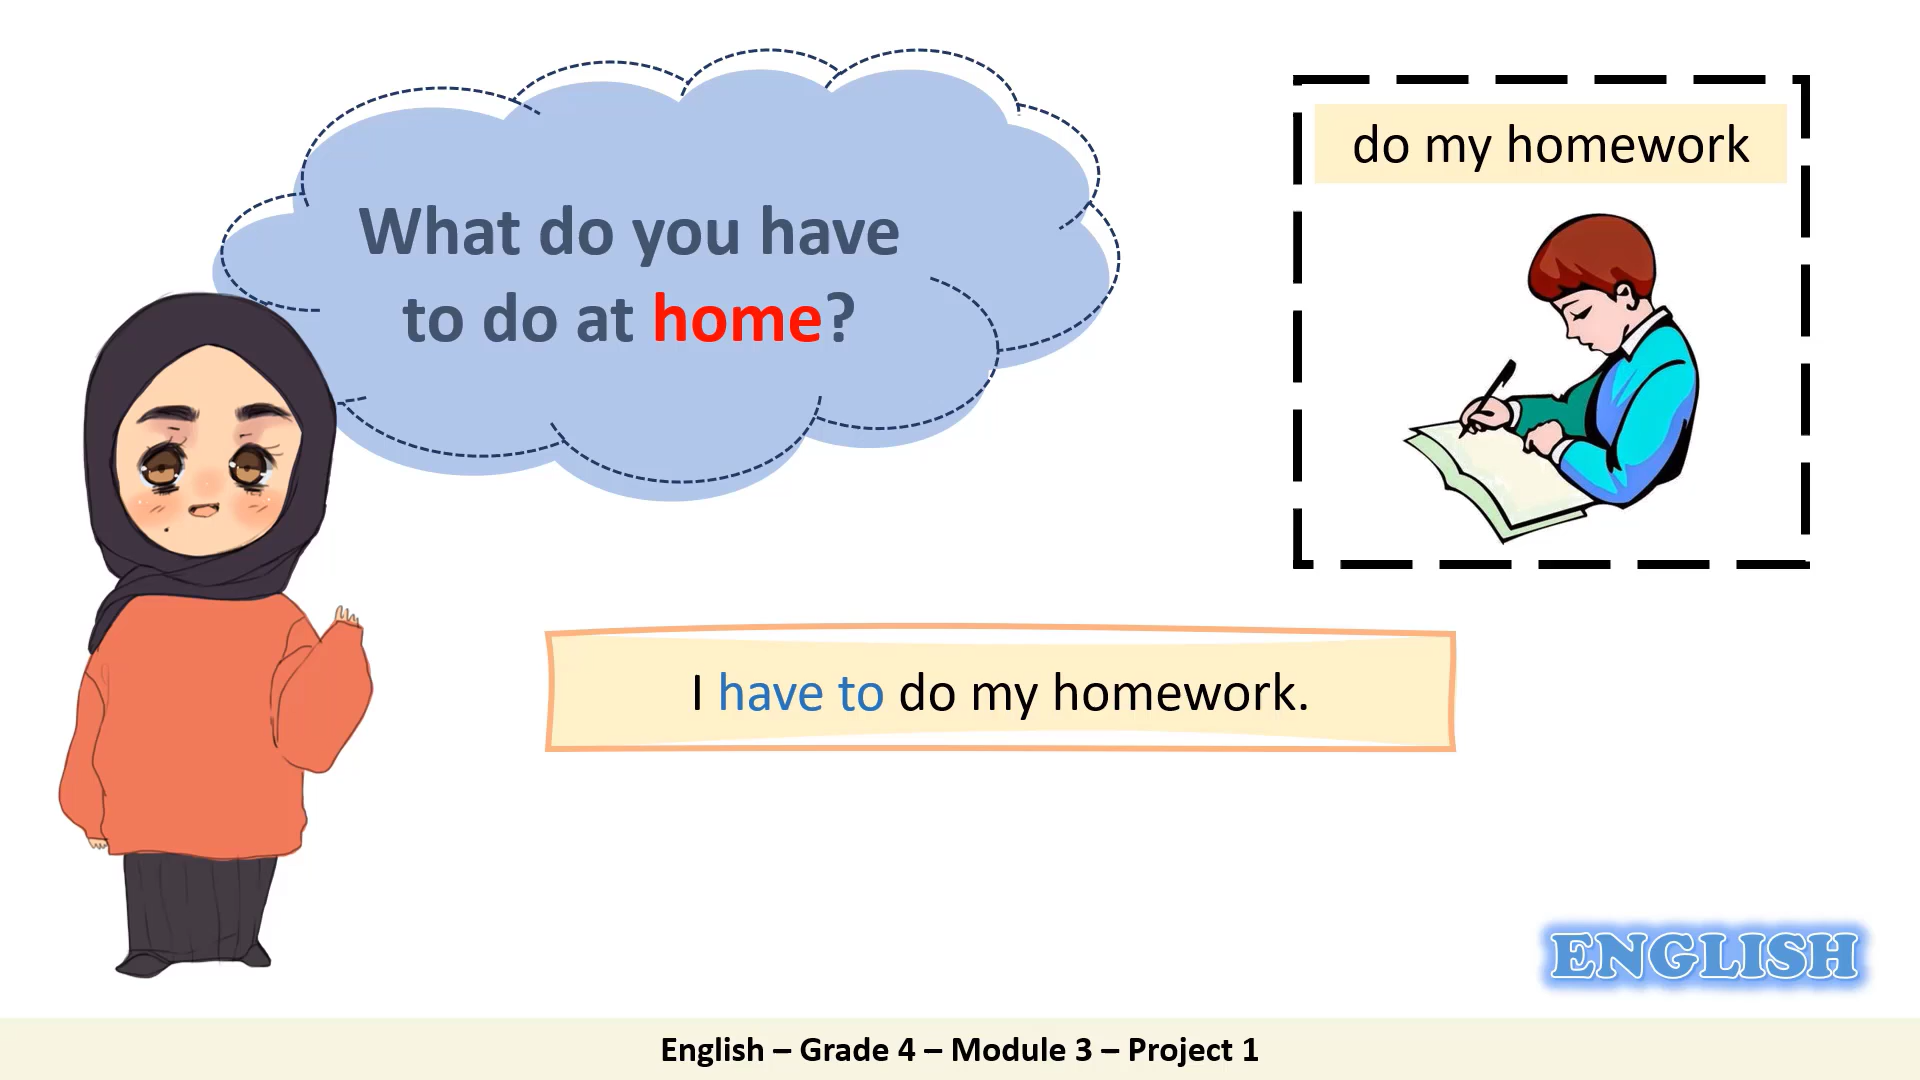 What do you have
to do at home?
do my homework
I have to do my homework.
ENGLISH
English – Grade 4 – Module 3 – Project 1